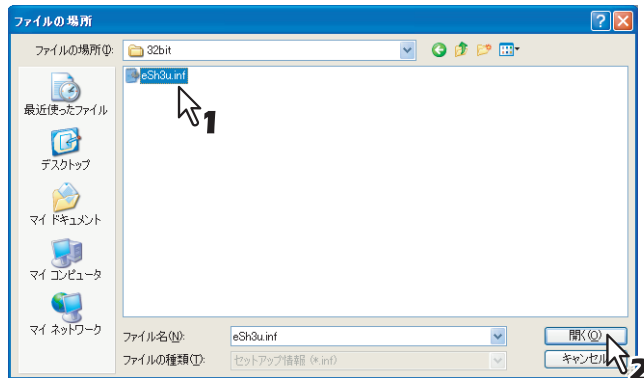 ファイルの場所
ファイルの場所(I):
32bit
eSh3u.inf
1
最近使ったファイル
デスクトップ
マイ ドキュメント
マイ コンピュータ
マイ ネットワーク
ファイル名(N):
eSh3u.inf
開く(O)
ファイルの種類(T):
セットアップ情報 (*.inf)
キャンセル
2